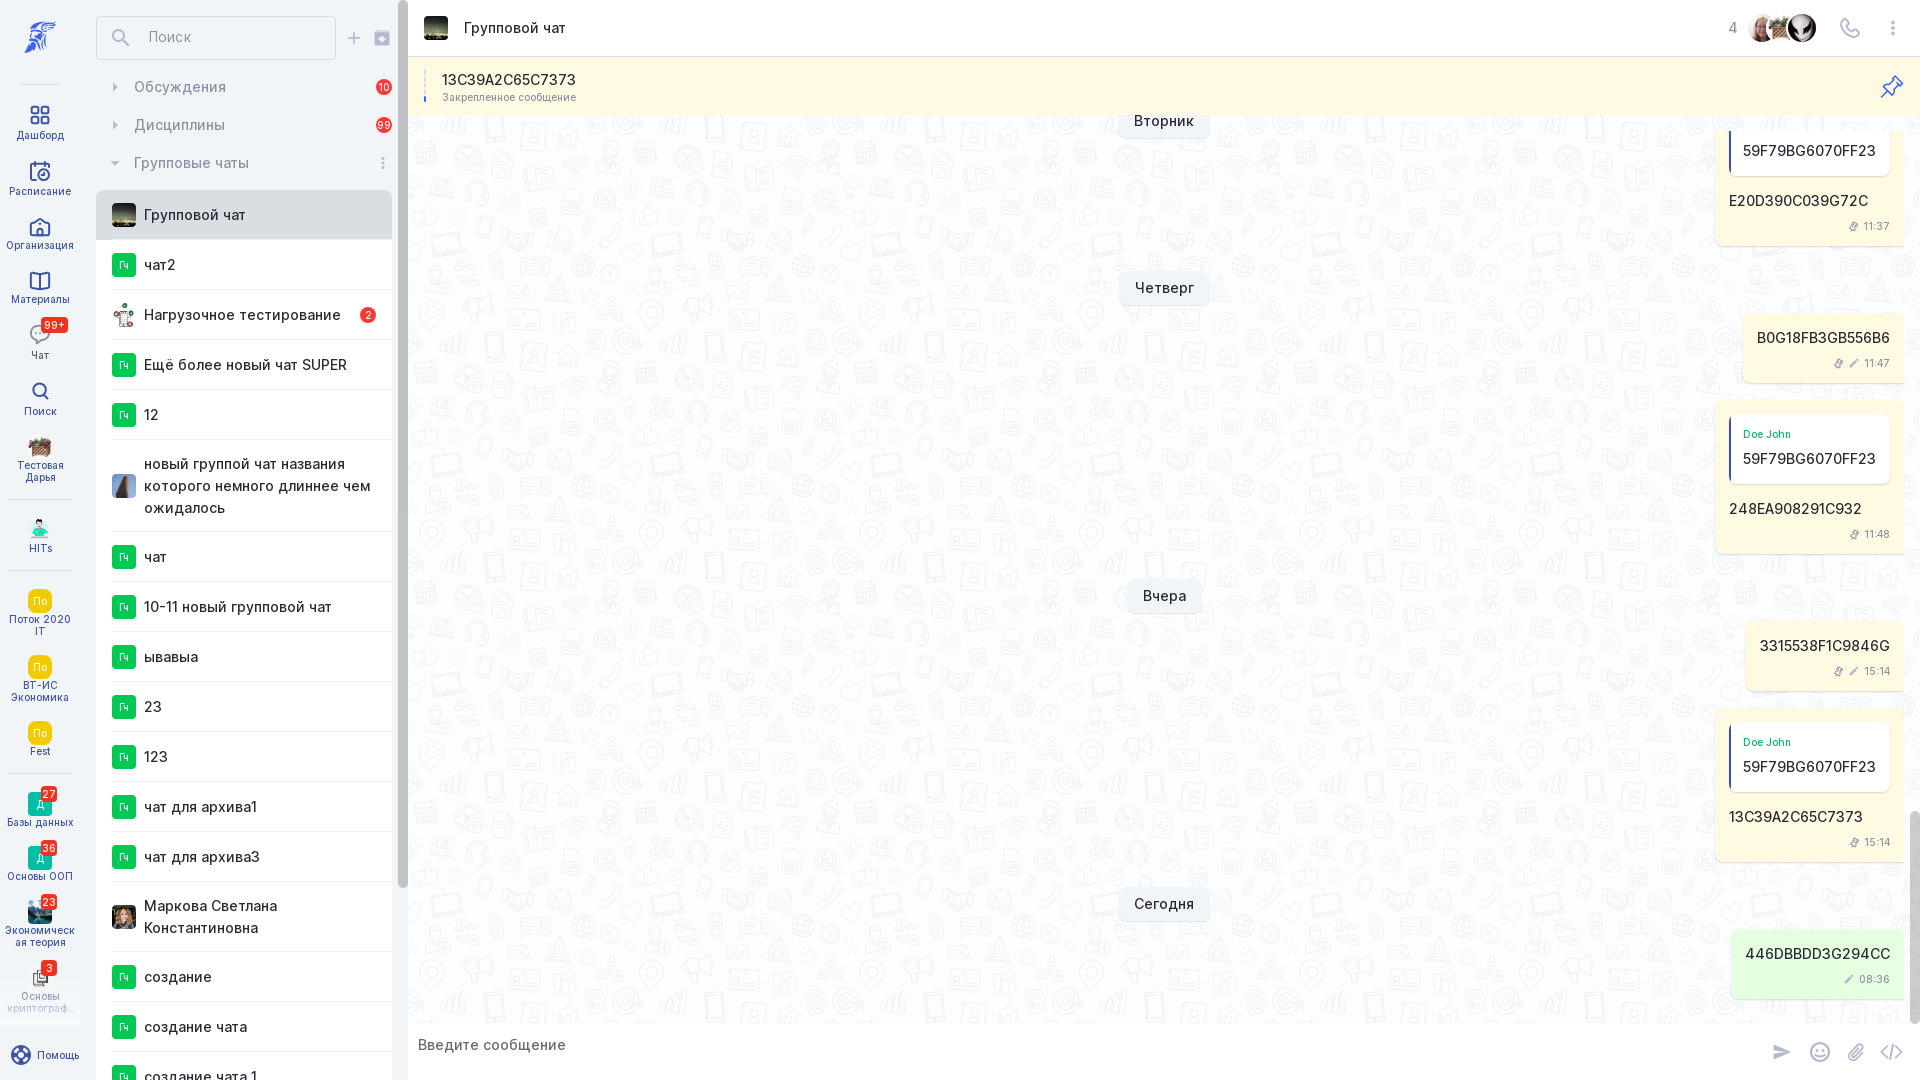 Дашборд
Расписание
Организация
Материалы
99+
Чат
Поиск
Тестовая
Дарья
HITs
По
Поток 2020
IT
По
ВТ-ИС
Экономика
По
Fest
27
Д
Базы данных
36
Д
Основы ООП
23
Экономическ
ая теория
3
Основы
криптограф...
Помощь
Поиск
Обсуждения
10
Дисциплины
99
Групповые чаты
Групповой чат
Гч
чат2
Нагрузочное тестирование
2
Гч
Ещё более новый чат SUPER
Гч
12
новый группой чат названия
которого немного длиннее чем
ожидалось
Гч
чат
Гч
10-11 новый групповой чат
Гч
ывавыа
Гч
23
Гч
123
Гч
чат для архива1
Гч
чат для архива3
Маркова Светлана
Константиновна
Гч
создание
Гч
создание чата
Гч
создание чата 1
Групповой чат
4
13C39A2C65C7373
Закрепленное сообщение
Вторник
59F79BG6070FF23
E20D390C039G72C
11:37
Четверг
B0G18FB3GB556B6
11:47
Doe John
59F79BG6070FF23
248EA908291C932
11:48
Вчера
3315538F1C9846G
15:14
Doe John
59F79BG6070FF23
13C39A2C65C7373
15:14
Сегодня
446DBBDD3G294CC
08:36
Введите сообщение